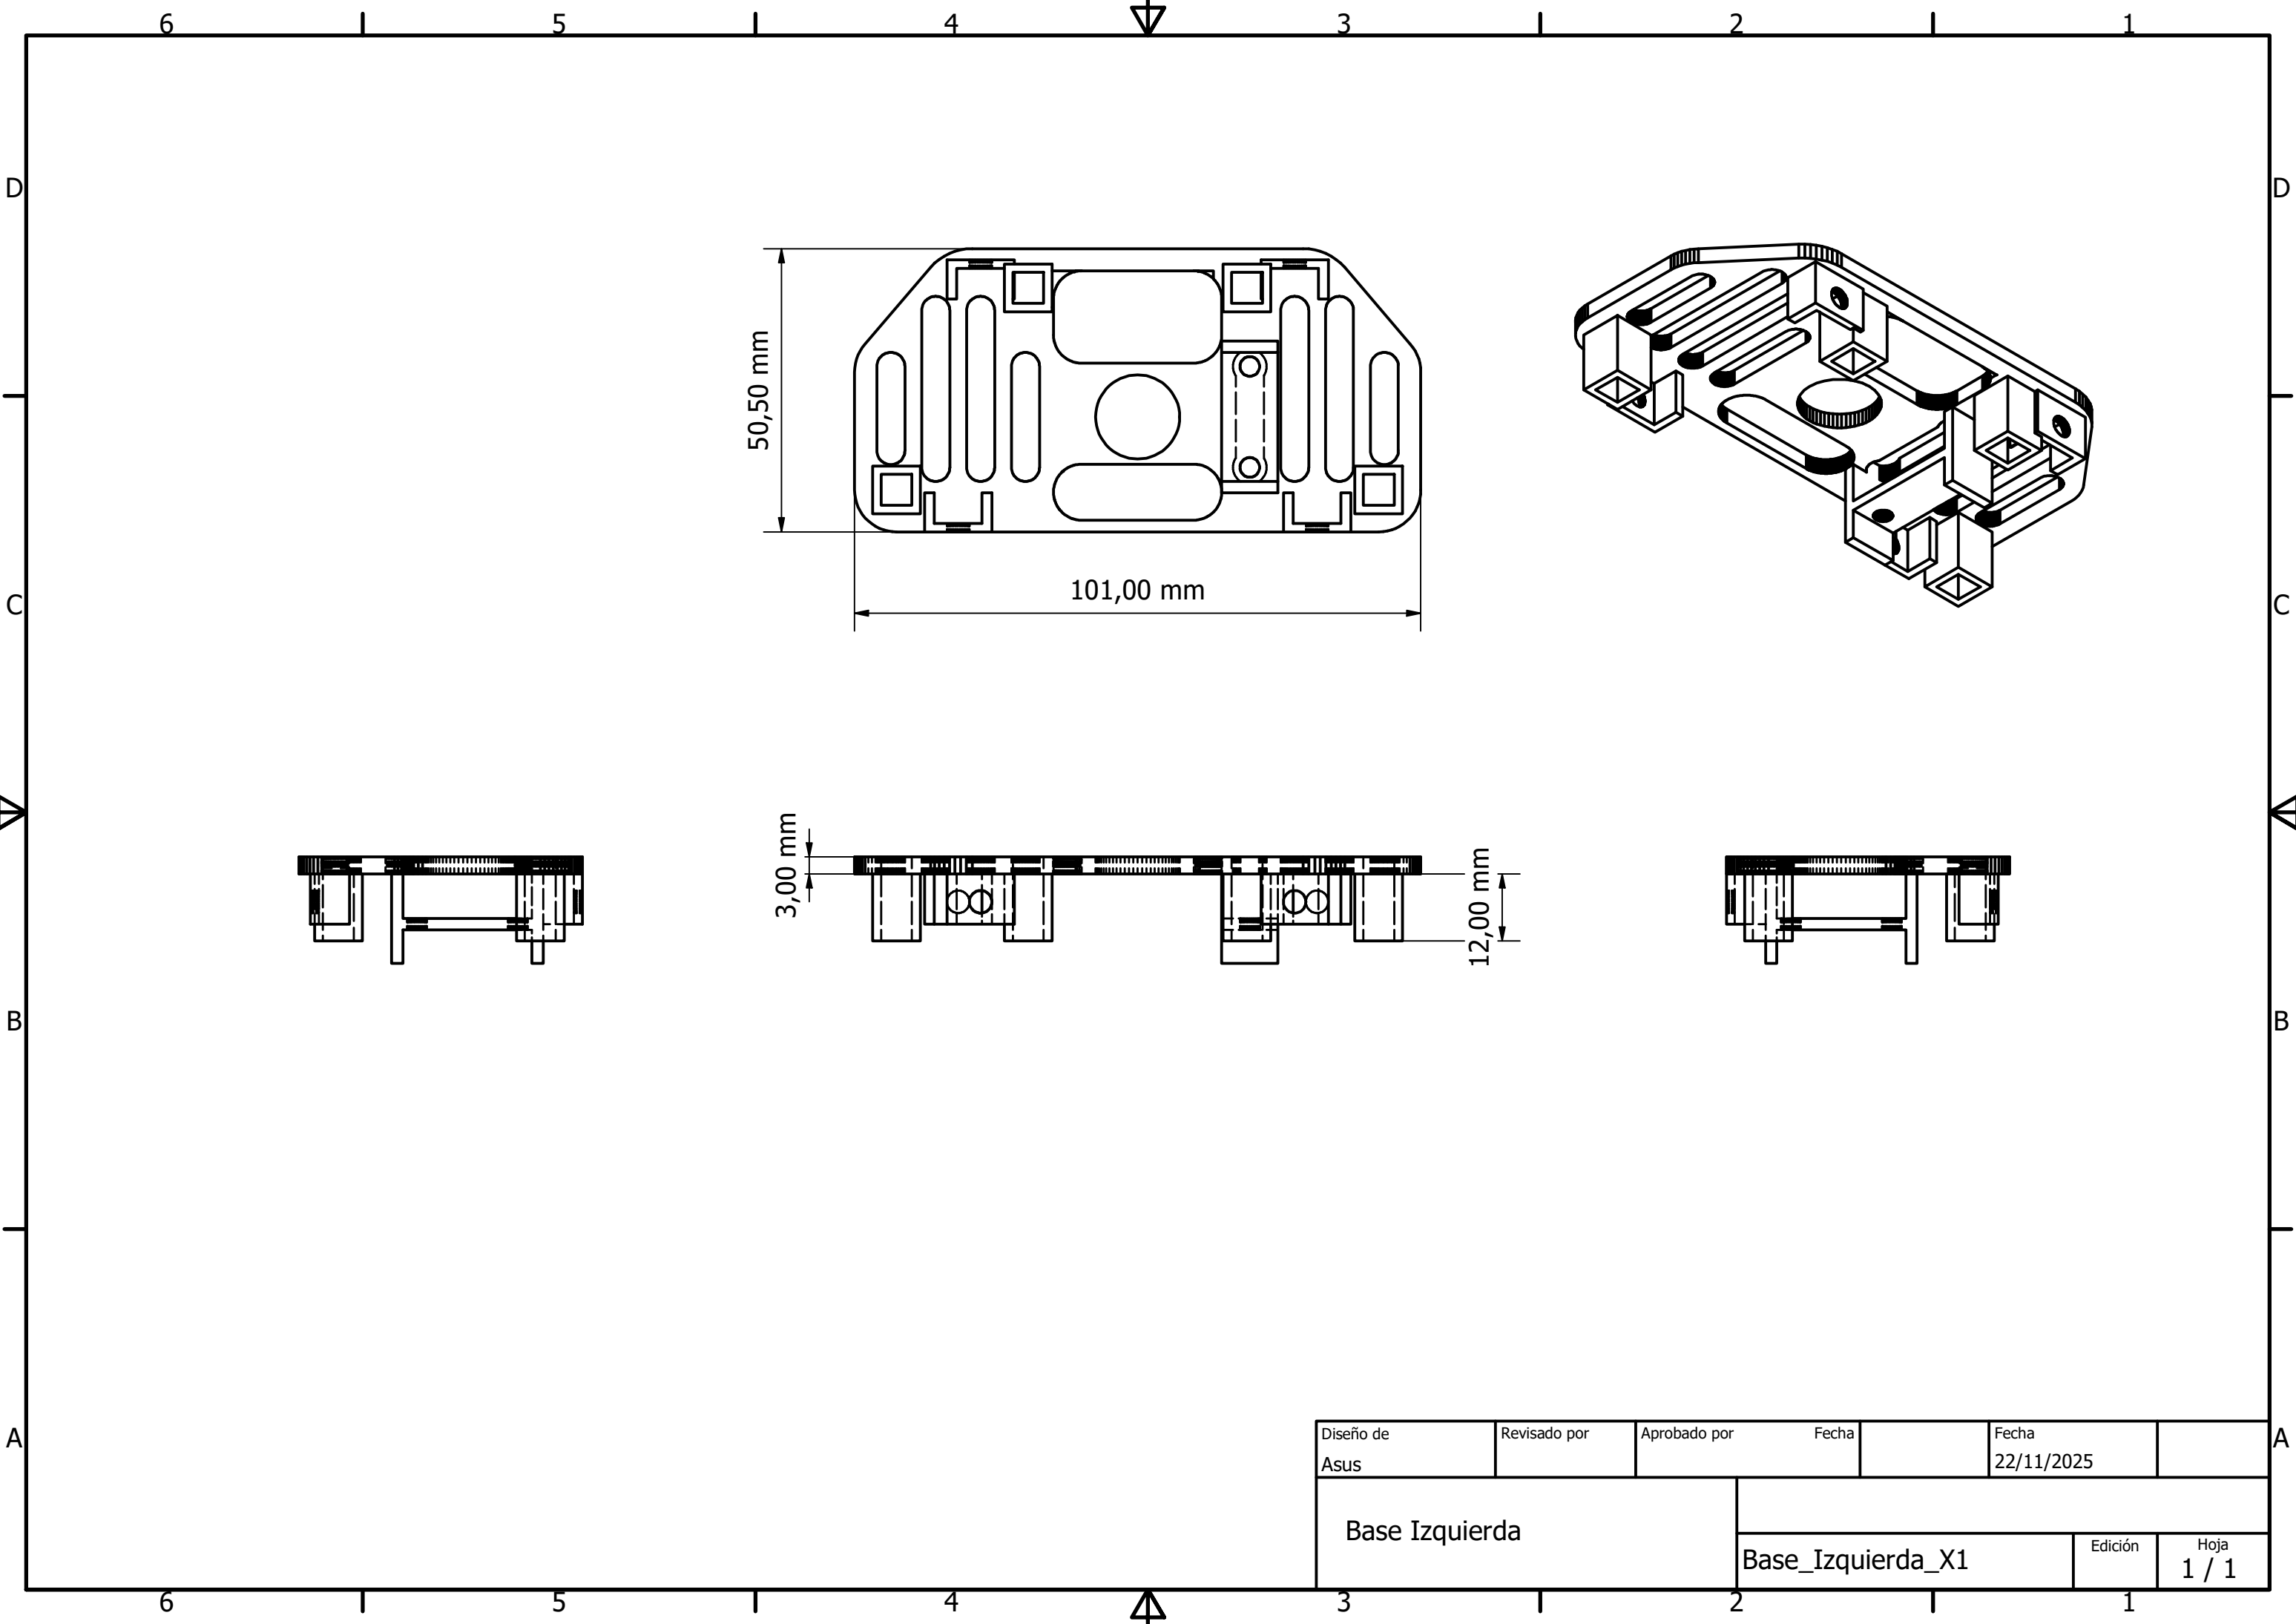 6 5 4 3 2 1
D D
50,50 mm
101,00 mm
C C
3,00 mm
12,00 mm
B B
A A
Diseño de Revisado por Aprobado por Fecha Fecha
Asus 22/11/2025
Base Izquierda
Base_Izquierda_X1
Edición Hoja
1 / 1
6 5 4 3 2 1